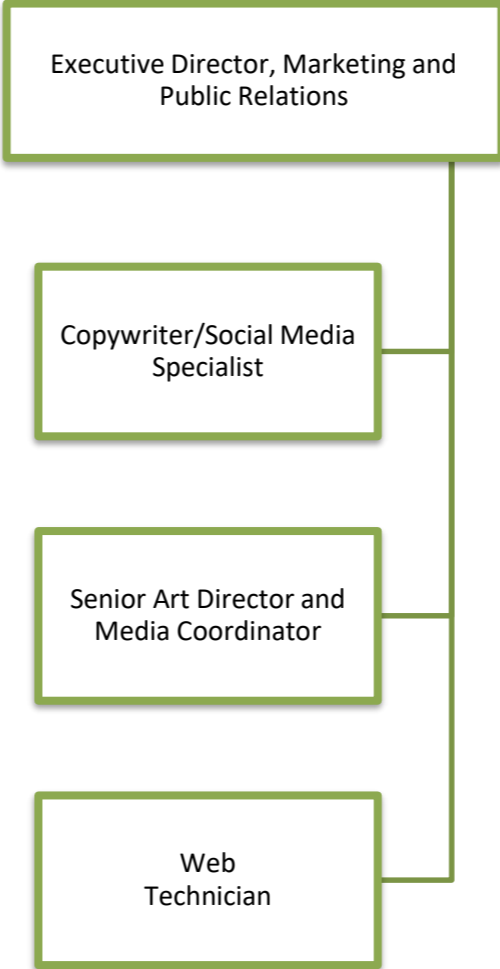 Executive Director, Marketing and
Public Relations
Copywriter/Social Media
Specialist
Senior Art Director and
Media Coordinator
Web
Technician